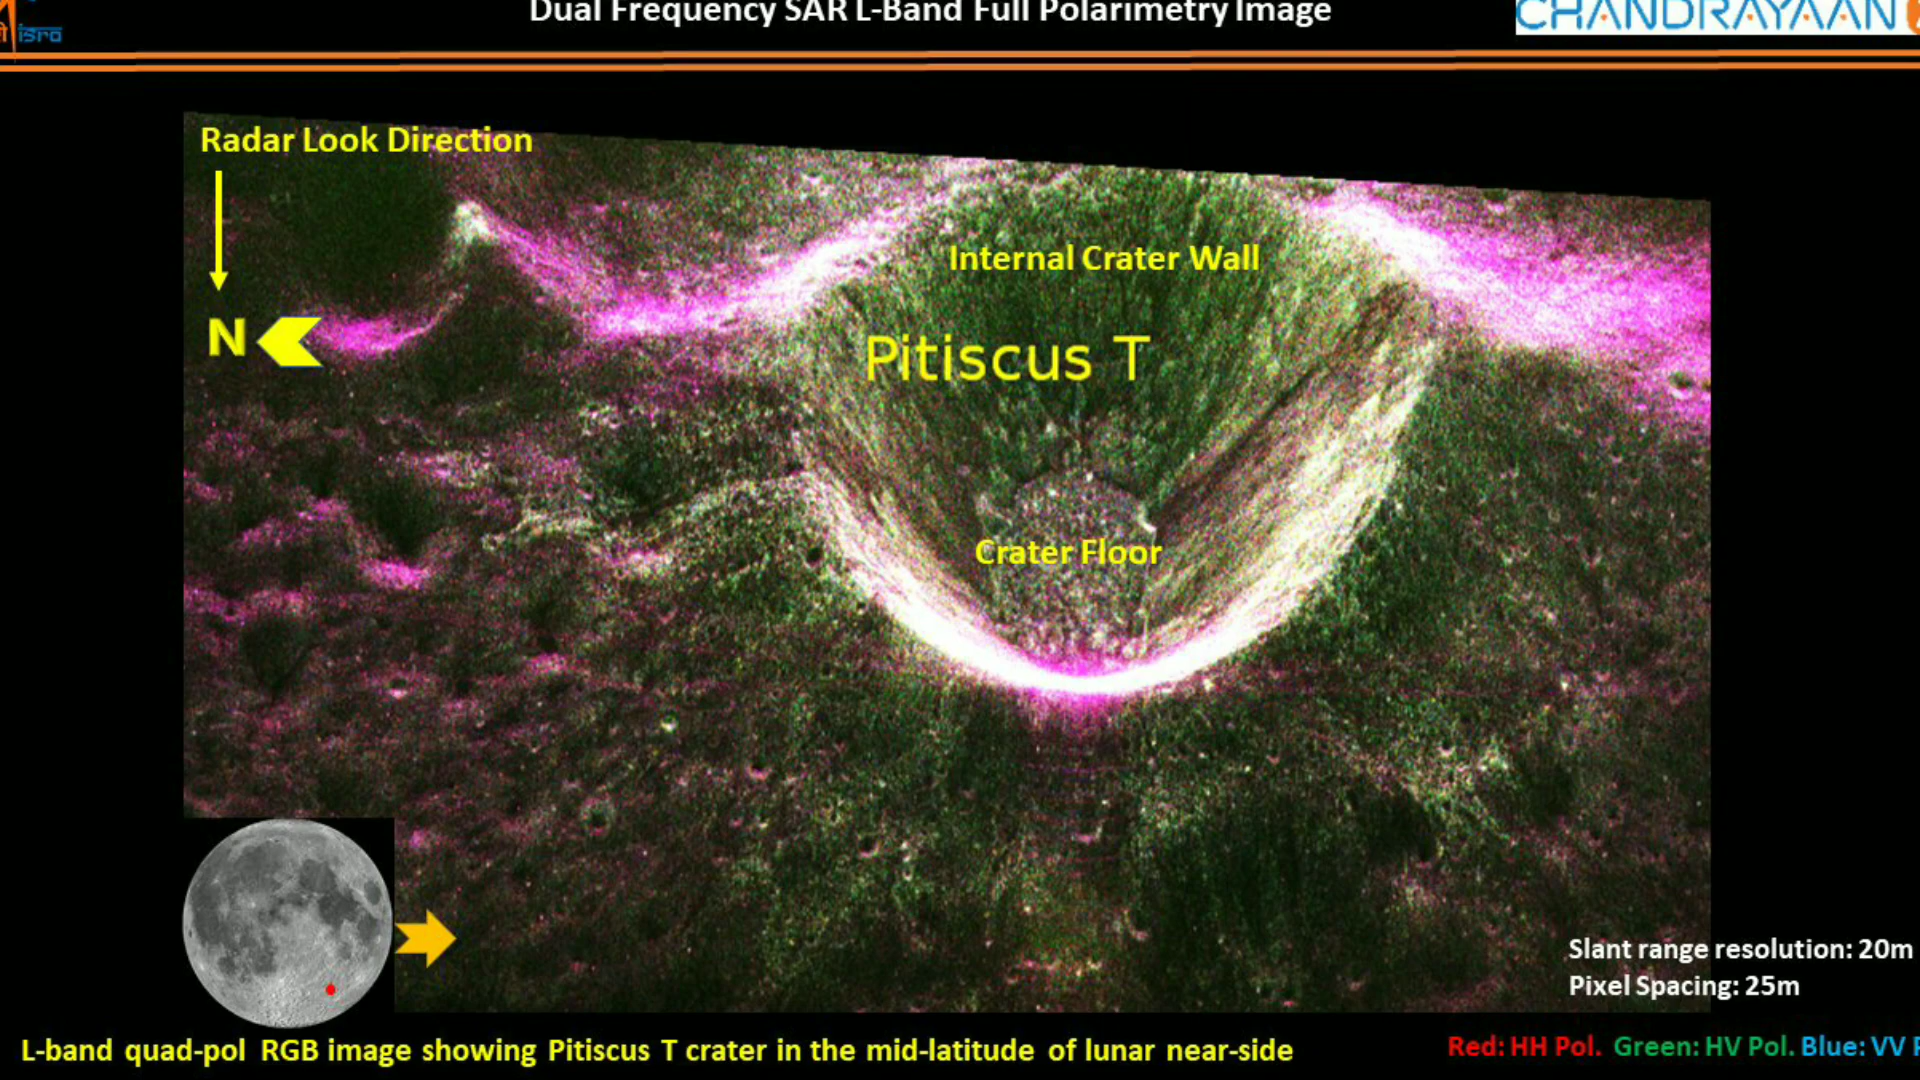 Dual Frequency SAR L-Band Full Polarimetry Image
CHANDRAYAAN
isro
Radar Look Direction
N
Internal Crater Wall
Pitiscus T
Crater Floor
Slant range resolution: 20m
Pixel Spacing: 25m
L-band quad-pol RGB image showing Pitiscus T crater in the mid-latitude of lunar near-side
Red: HH Pol. Green: HV Pol. Blue: VV P